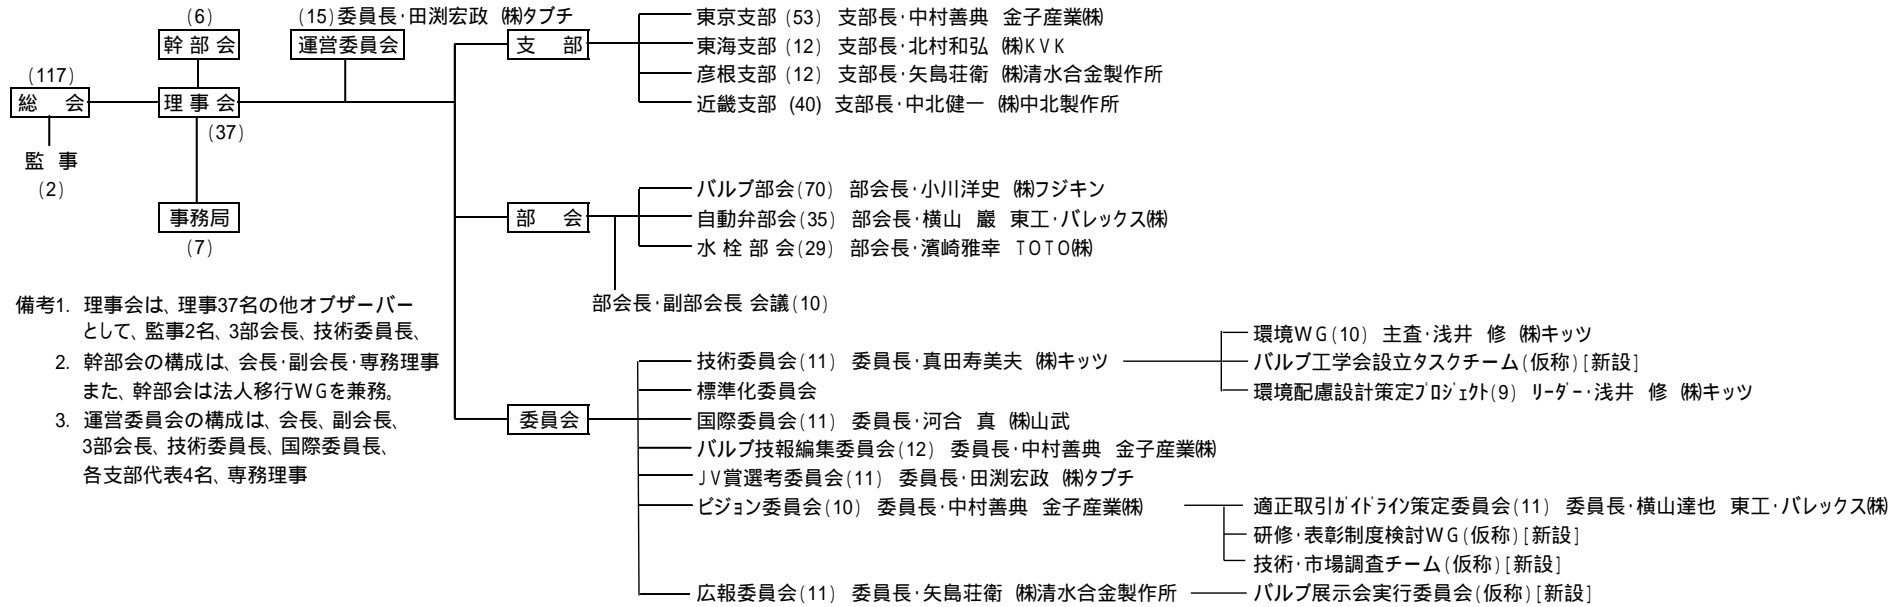 (6)
幹部会
(15)委員長・田渕宏政 ㈱タブチ
運営委員会
(117)
総 会
理事会
(37)
監 事
(2)
事務局
(7)
支 部
東京支部(53) 支部長・中村善典 金子産業㈱
東海支部(12) 支部長・北村和弘 ㈱KVK
彦根支部(12) 支部長・矢島荘衛 ㈱清水合金製作所
近畿支部(40) 支部長・中北健一 ㈱中北製作所
部 会
バルブ部会(70) 部会長・小川洋史 ㈱フジキン
自動弁部会(35) 部会長・横山 巖 東工・バレックス㈱
水栓部会(29) 部会長・濱崎雅幸 TOTO㈱
部会長・副部会長 会議(10)
備考1. 理事会は、理事37名の他オブザーバー
として、監事2名、3部会長、技術委員長、
2. 幹部会の構成は、会長・副会長・専務理事
また、幹部会は法人移行WGを兼務。
3. 運営委員会の構成は、会長、副会長、
3部会長、技術委員長、国際委員長、
各支部代表4名、専務理事
委員会
技術委員会(11) 委員長・真田寿美夫 ㈱キッツ
標準化委員会
国際委員会(11) 委員長・河合 真 ㈱山武
バルブ技報編集委員会(12) 委員長・中村善典 金子産業㈱
JV賞選考委員会(11) 委員長・田渕宏政 ㈱タブチ
ビジョン委員会(10) 委員長・中村善典 金子産業㈱
広報委員会(11) 委員長・矢島荘衛 ㈱清水合金製作所
環境WG(10) 主査・浅井 修 ㈱キッツ
バルブ工学会設立タスクチーム(仮称)[新設]
環境配慮設計策定プロジェクト(9) リーダー・浅井 修 ㈱キッツ
適正取引ガイドライン策定委員会(11) 委員長・横山達也 東工・バレックス㈱
研修・表彰制度検討WG(仮称)[新設]
技術・市場調査チーム(仮称)[新設]
バルブ展示会実行委員会(仮称)[新設]